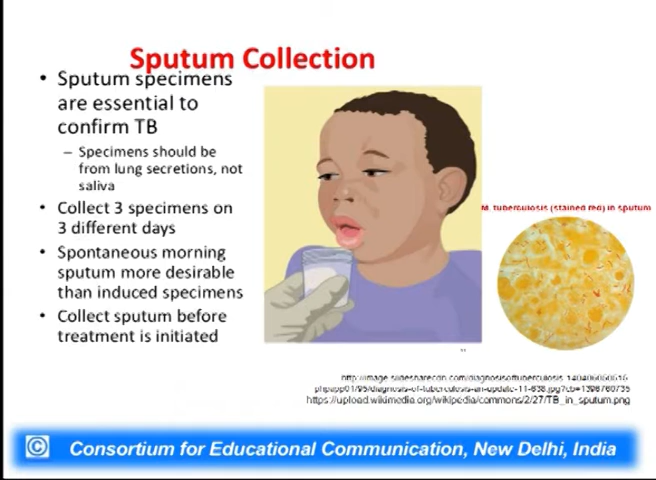 Sputum Collection
• Sputum specimens
are essential to
confirm TB
– Specimens should be
from lung secretions, not
saliva
• Collect 3 specimens on
3 different days
• Spontaneous morning
sputum more desirable
than induced specimens
• Collect sputum before
treatment is initiated
M. tuberculosis (stained red) in sputum
https://upload.wikimedia.org/wikipedia/commons/2/27/TB_in_sputum.png
© Consortium for Educational Communication, New Delhi, India